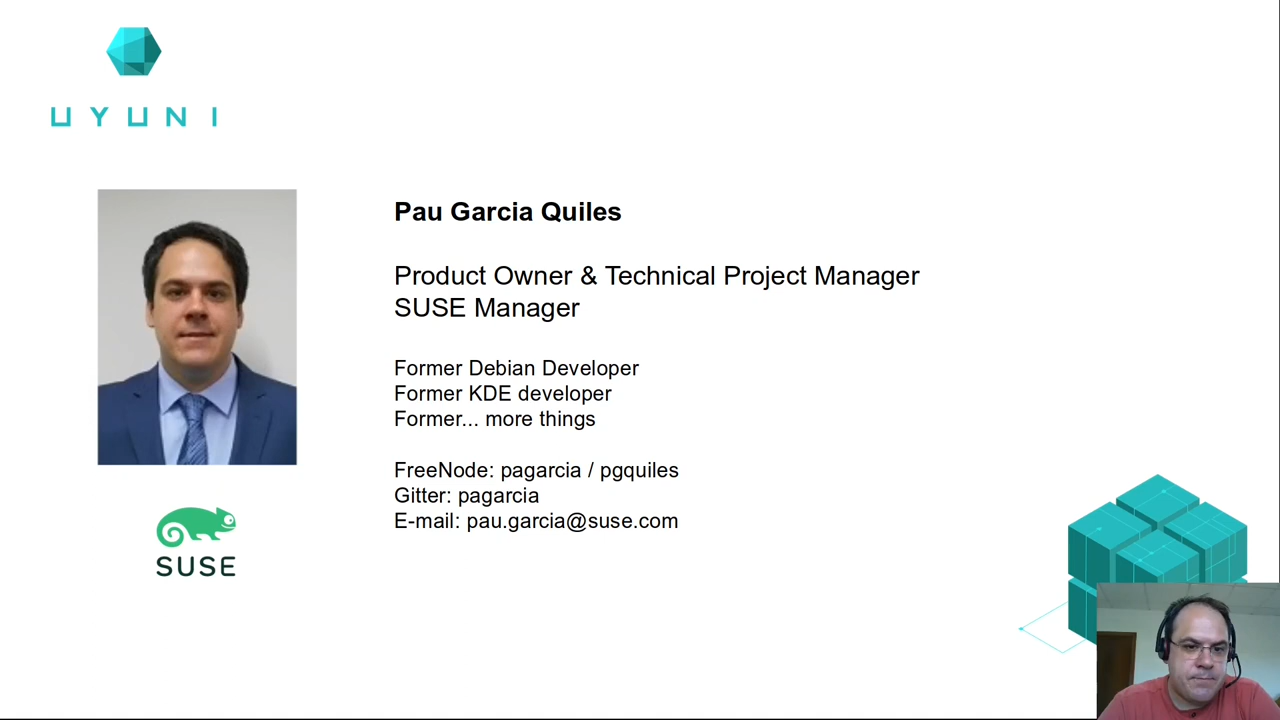 UYUNI
Pau Garcia Quiles
Product Owner & Technical Project Manager
SUSE Manager
Former Debian Developer
Former KDE developer
Former... more things
FreeNode: pagarcia / pgquiles
Gitter: pagarcia
E-mail: pau.garcia@suse.com
SUSE